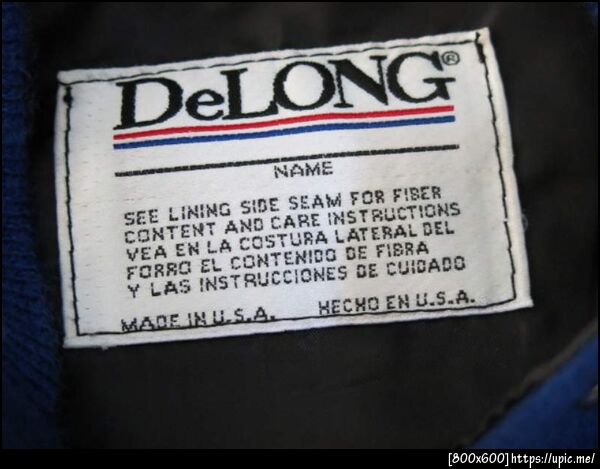 DeLONG®
NAME
SEE LINING SIDE SEAM FOR FIBER
CONTENT AND CARE INSTRUCTIONS
VEA EN LA COSTURA LATERAL DEL
FORRO EL CONTENIDO DE FIBRA
Y LAS INSTRUCCIONES DE CUIDADO
MADE IN U.S.A. HECHO EN U.S.A.
[800x600]https://upic.me/